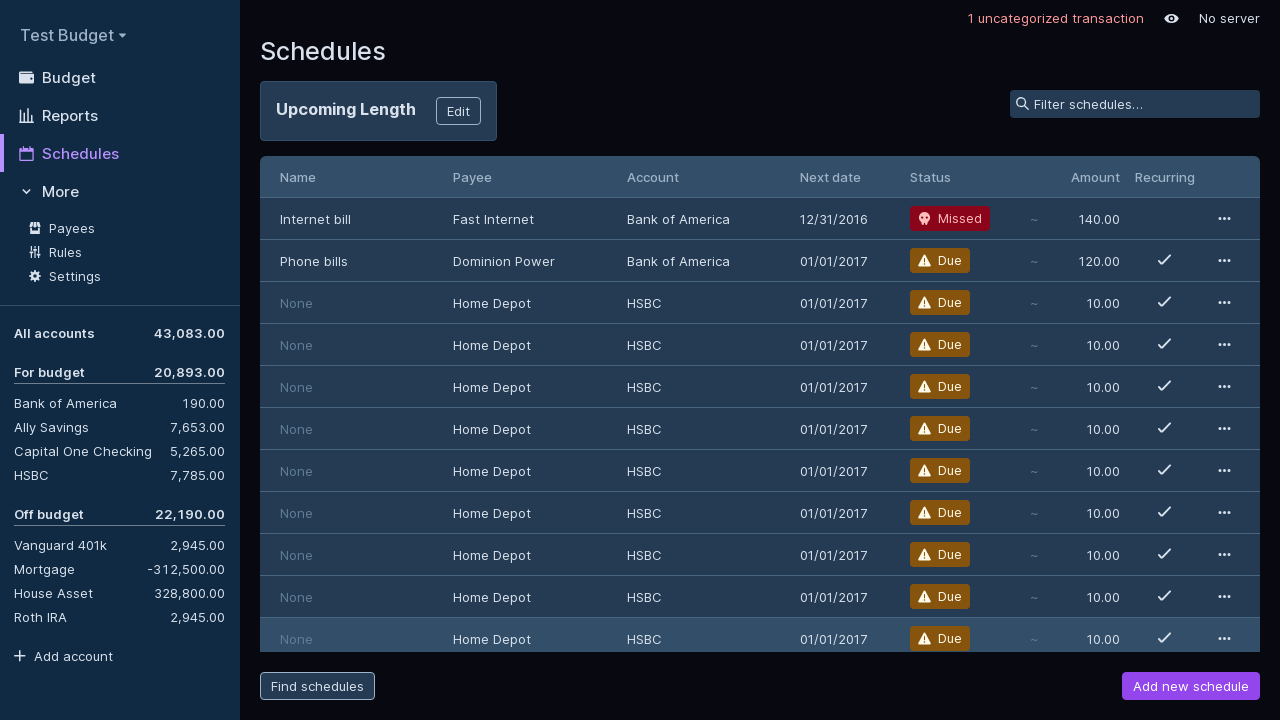 Test Budget
Budget
Reports
Schedules
More
Payees
Rules
Settings
All accounts 43,083.00
For budget 20,893.00
Bank of America 190.00
Ally Savings 7,653.00
Capital One Checking 5,265.00
HSBC 7,785.00
Off budget 22,190.00
Vanguard 401k 2,945.00
Mortgage -312,500.00
House Asset 328,800.00
Roth IRA 2,945.00
Add account
1 uncategorized transaction No server
Schedules
Upcoming Length Edit
Filter schedules…
Name Payee Account Next date Status Amount Recurring
Internet bill Fast Internet Bank of America 12/31/2016 Missed ~ 140.00
Phone bills Dominion Power Bank of America 01/01/2017 Due ~ 120.00
None Home Depot HSBC 01/01/2017 Due ~ 10.00
None Home Depot HSBC 01/01/2017 Due ~ 10.00
None Home Depot HSBC 01/01/2017 Due ~ 10.00
None Home Depot HSBC 01/01/2017 Due ~ 10.00
None Home Depot HSBC 01/01/2017 Due ~ 10.00
None Home Depot HSBC 01/01/2017 Due ~ 10.00
None Home Depot HSBC 01/01/2017 Due ~ 10.00
None Home Depot HSBC 01/01/2017 Due ~ 10.00
None Home Depot HSBC 01/01/2017 Due ~ 10.00
Find schedules Add new schedule